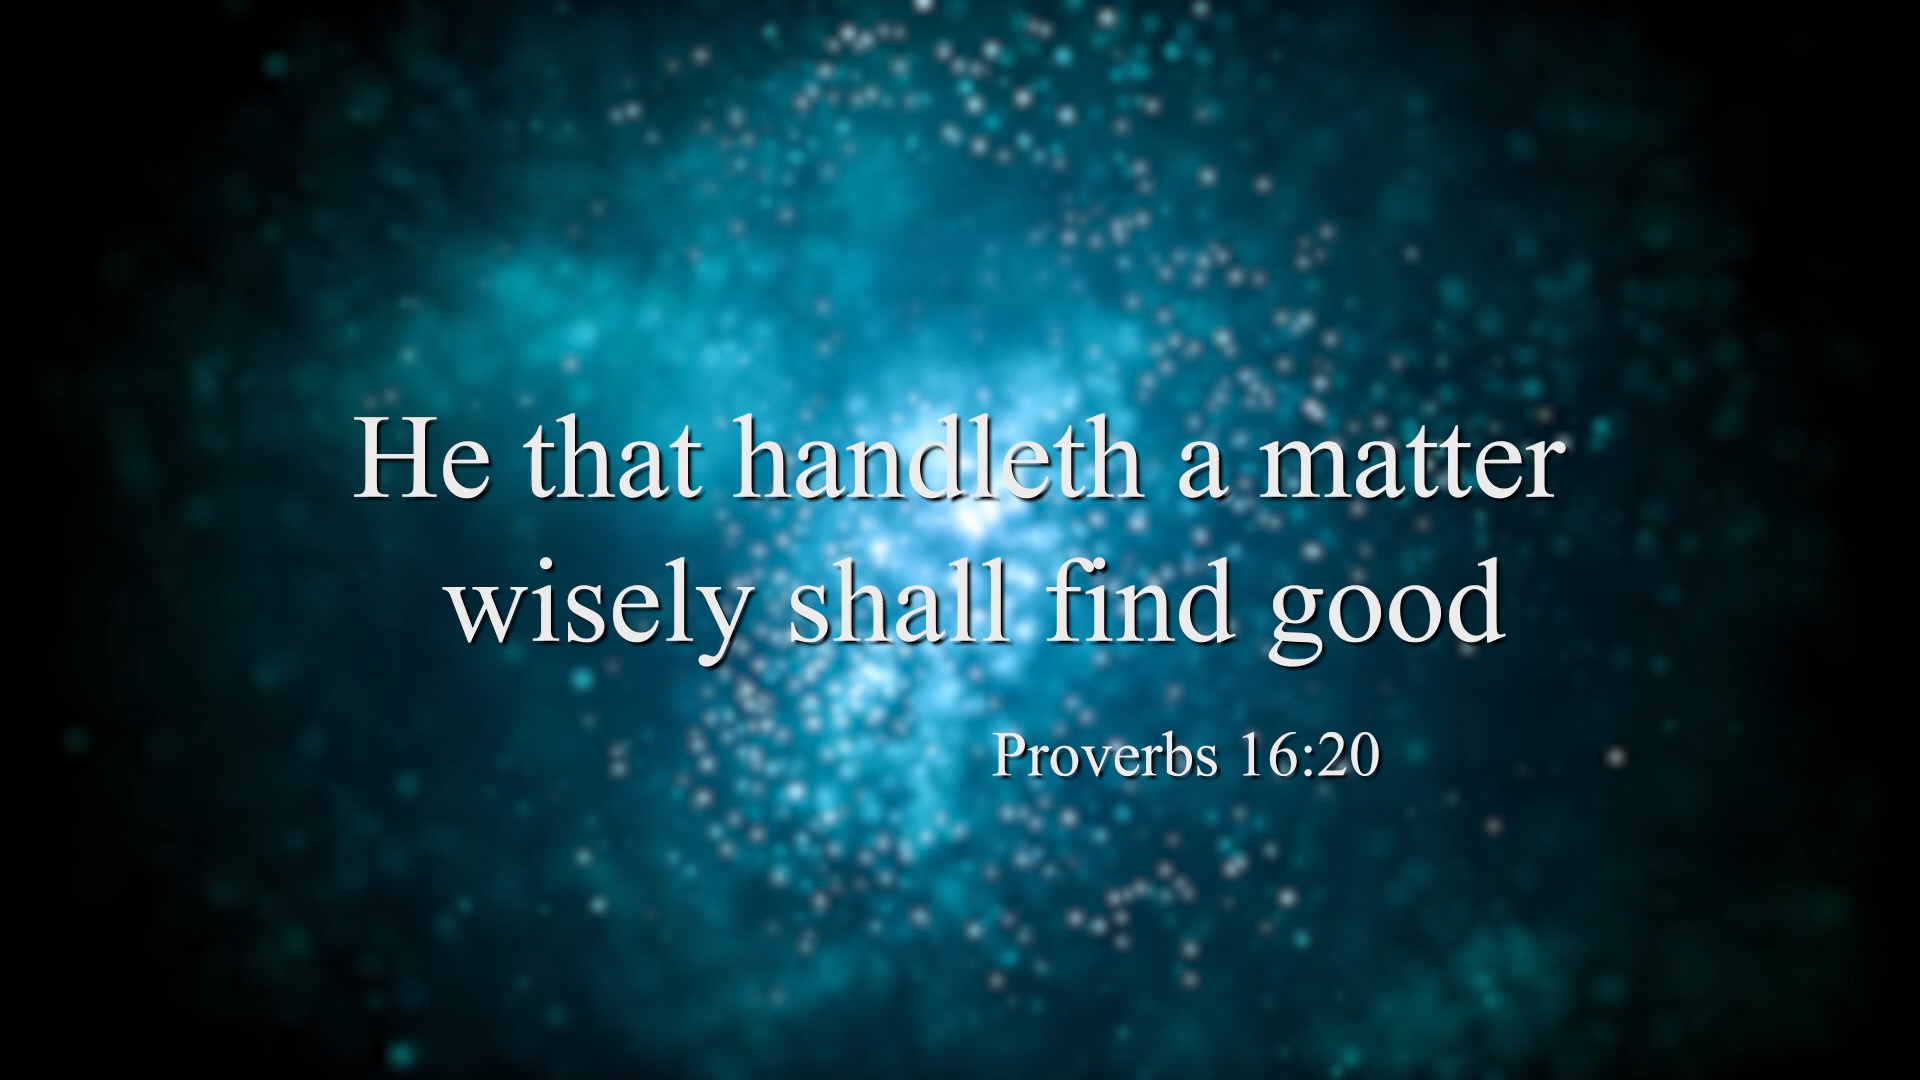 He that handleth a matter
wisely shall find good
Proverbs 16:20